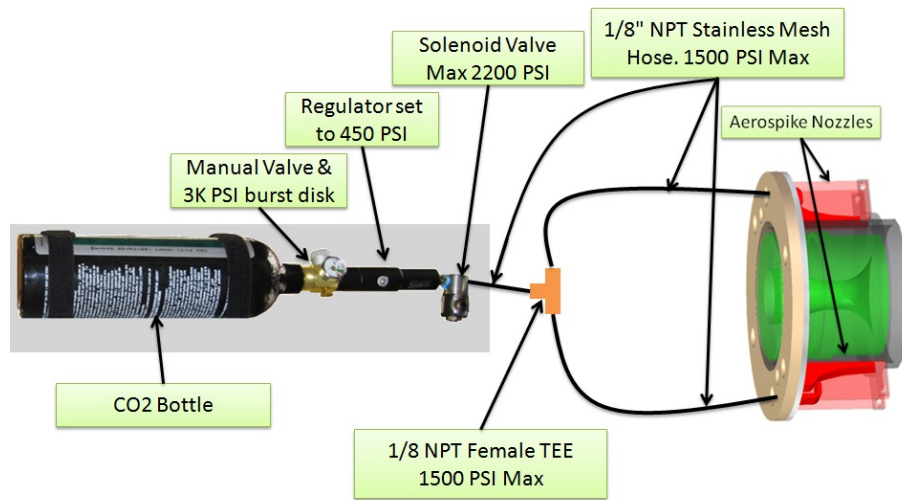 Solenoid Valve
Max 2200 PSI
1/8" NPT Stainless Mesh
Hose. 1500 PSI Max
Regulator set
to 450 PSI
Aerospike Nozzles
Manual Valve &
3K PSI burst disk
CO2 Bottle
1/8 NPT Female TEE
1500 PSI Max